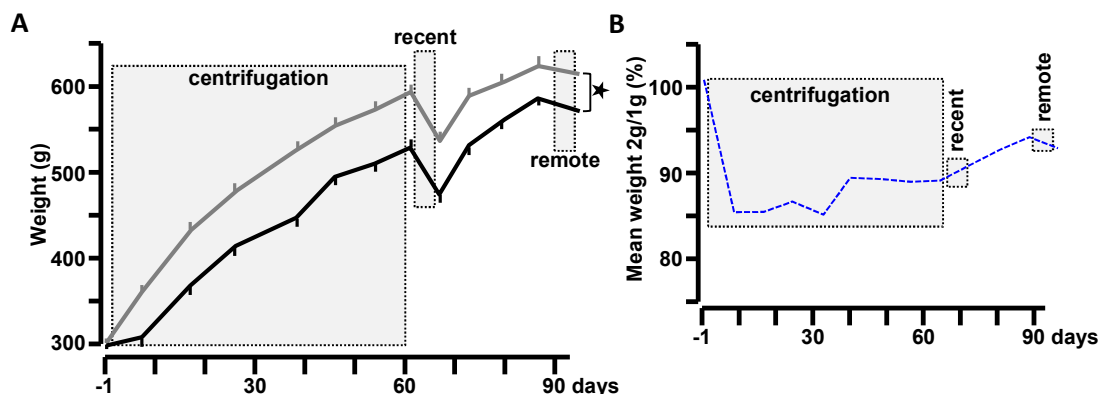 A
recent
centrifugation
Weight (g)
600
500
400
300
★
remote
-1
30
60
90 days
B
Mean weight 2g/1g (%)
100
90
80
centrifugation
recent
remote
-1
30
60
90 days